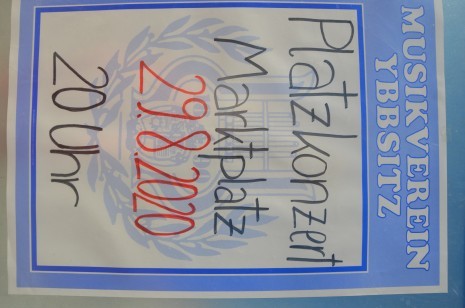 MUSIKVEREIN
YBBSITZ
Platzkonzert
Marktplatz
29.8.2020
20 Uhr